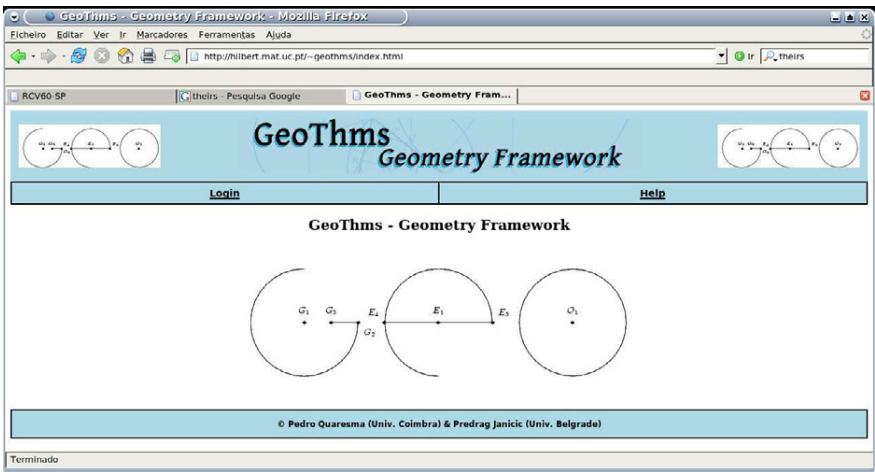 GeoThms - Geometry Framework - Mozilla Firefox
Ficheiro Editar Ver Ir Marcadores Ferramentas Ajuda
http://hilbert.mat.uc.pt/~geothms/index.html Ir theirs
RCV60-SP theirs - Pesquisa Google GeoThms - Geometry Fram...
GeoThms
Geometry Framework
Login Help
GeoThms - Geometry Framework
G₁ G₃ E₄ E₁ E₃ O₁
G₂
© Pedro Quaresma (Univ. Coimbra) & Predrag Janicic (Univ. Belgrade)
Terminado